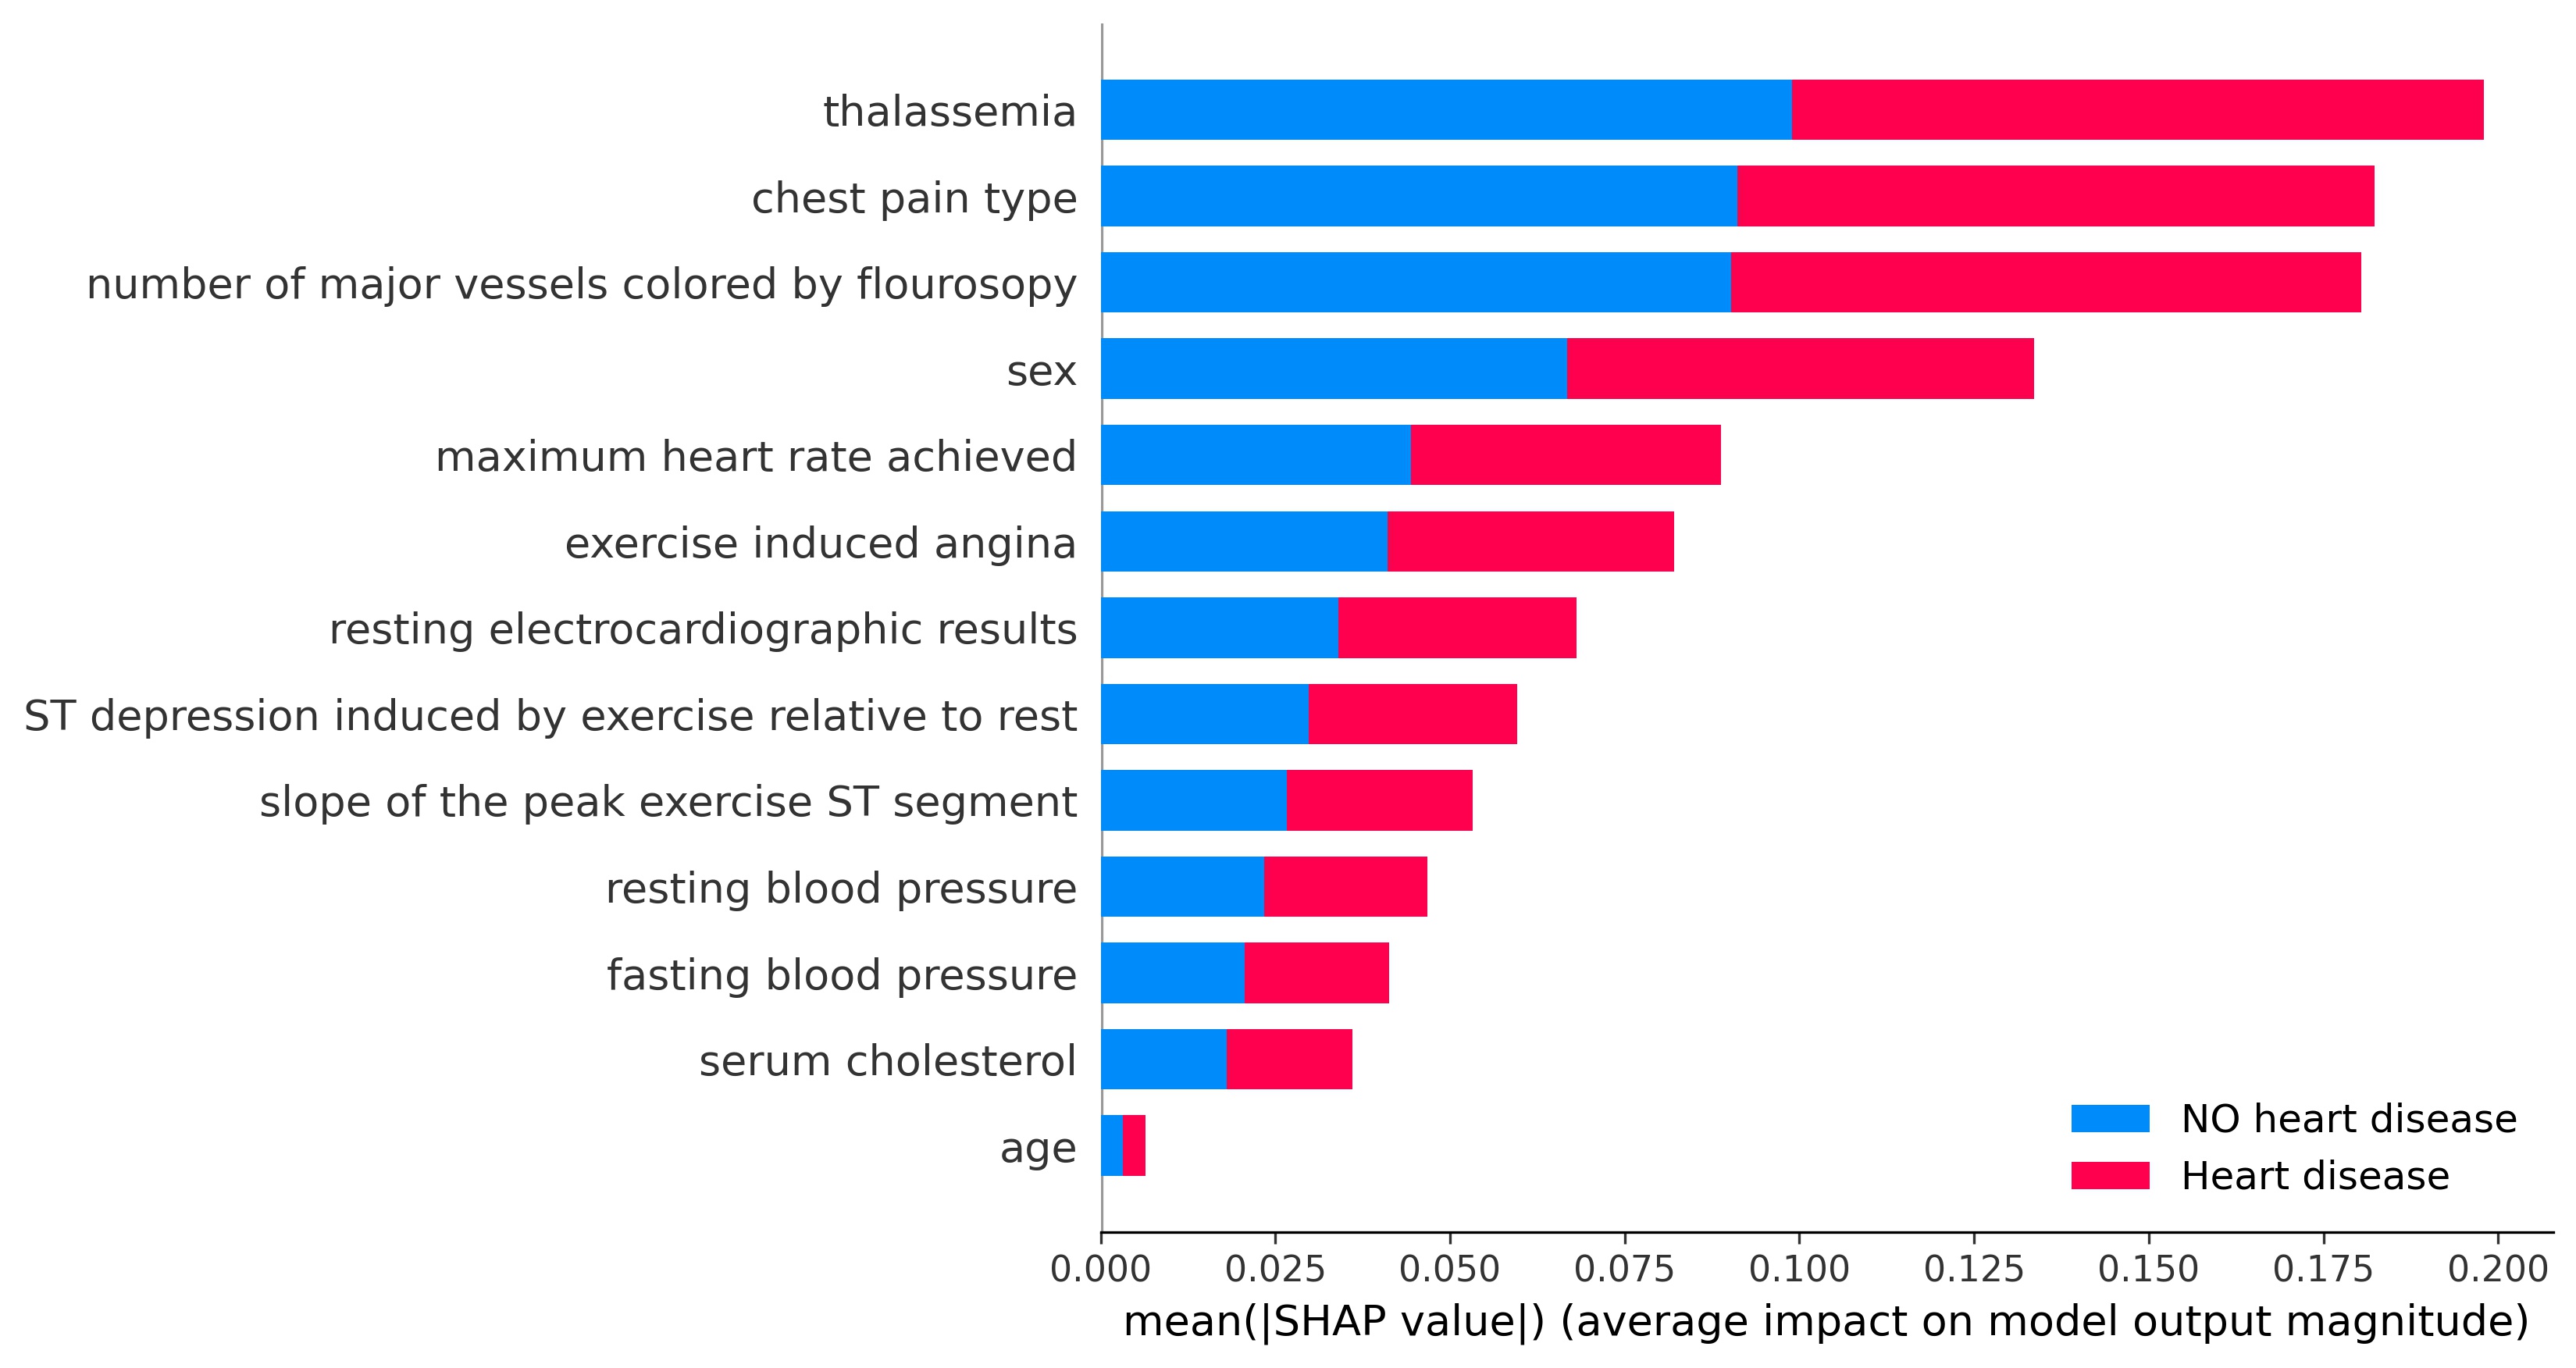 thalassemia
chest pain type
number of major vessels colored by flourosopy
sex
maximum heart rate achieved
exercise induced angina
resting electrocardiographic results
ST depression induced by exercise relative to rest
slope of the peak exercise ST segment
resting blood pressure
fasting blood pressure
serum cholesterol
age
NO heart disease
Heart disease
0.000 0.025 0.050 0.075 0.100 0.125 0.150 0.175 0.200
mean(|SHAP value|) (average impact on model output magnitude)